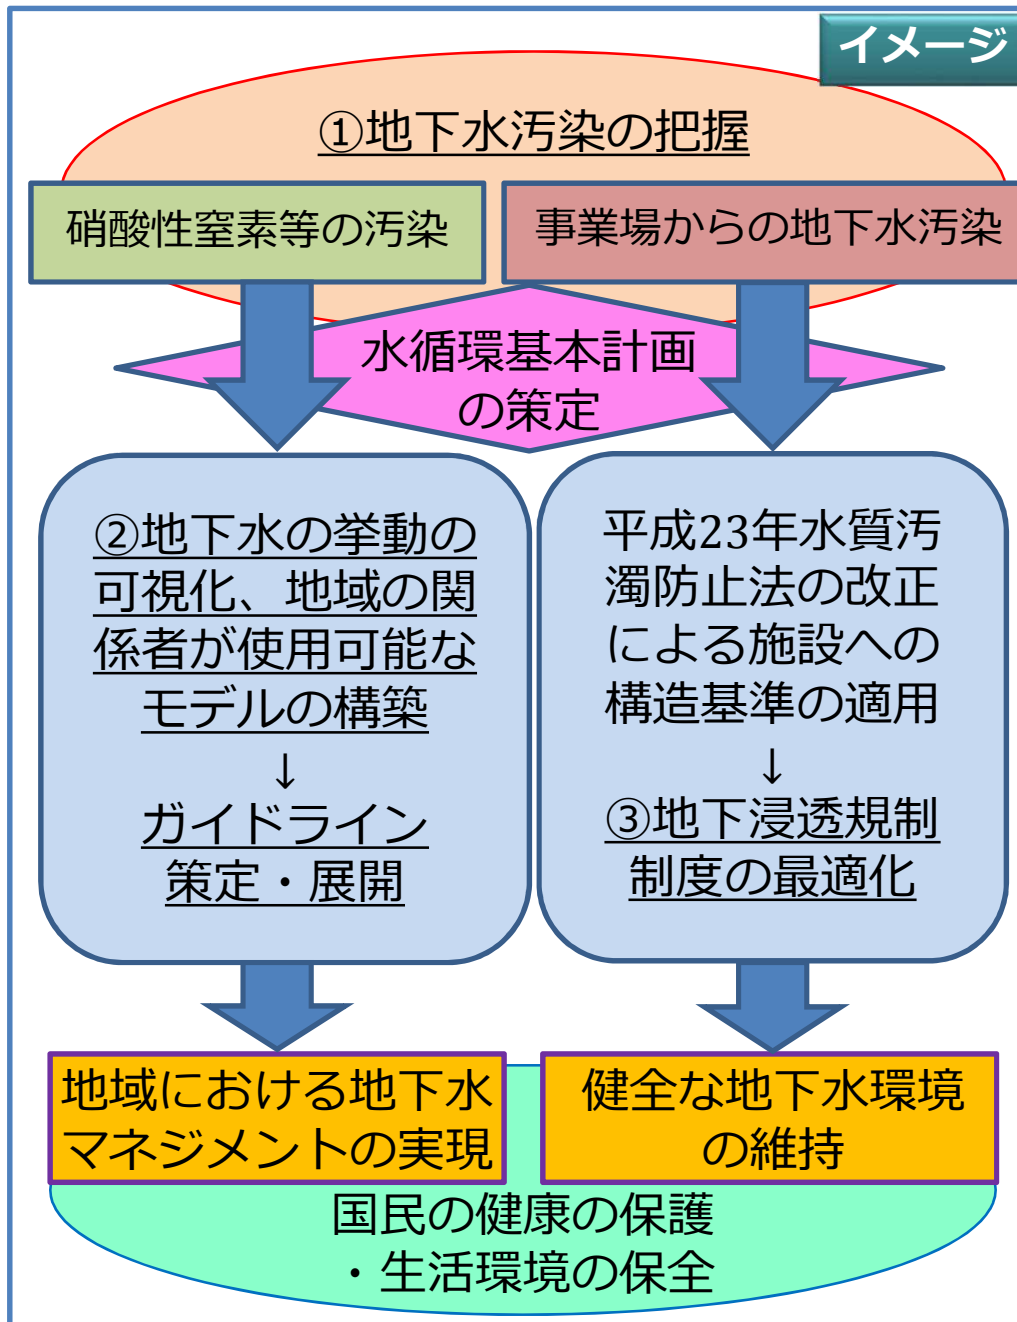 イメージ
①地下水汚染の把握
硝酸性窒素等の汚染
事業場からの地下水汚染
水循環基本計画
の策定
②地下水の挙動の
可視化、地域の関
係者が使用可能な
モデルの構築
↓
ガイドライン
策定・展開
平成23年水質汚
濁防止法の改正
による施設への
構造基準の適用
↓
③地下浸透規制
制度の最適化
地域における地下水
マネジメントの実現
健全な地下水環境
の維持
国民の健康の保護
・生活環境の保全